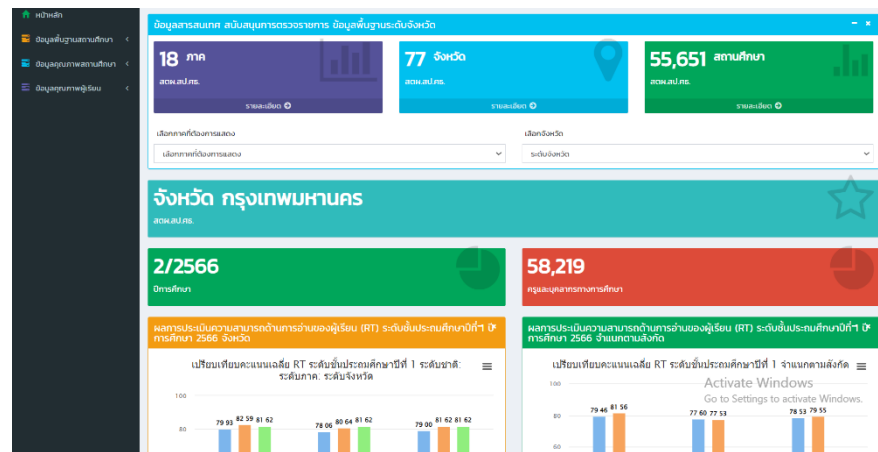 หน้าหลัก
ข้อมูลพื้นฐานสถานศึกษา
ข้อมูลคุณภาพสถานศึกษา
ข้อมูลคุณภาพผู้เรียน
ข้อมูลสารสนเทศ สนับสนุนการตรวจราชการ ข้อมูลพื้นฐานระดับจังหวัด
18 ภาค
สตผ.สป.ศธ.
รายละเอียด
77 จังหวัด
สตผ.สป.ศธ.
รายละเอียด
55,651 สถานศึกษา
สตผ.สป.ศธ.
รายละเอียด
เลือกภาคที่ต้องการแสดง
เลือกภาคที่ต้องการแสดง
เลือกจังหวัด
ระดับจังหวัด
จังหวัด กรุงเทพมหานคร
สตผ.สป.ศธ.
2/2566
ปีการศึกษา
58,219
ครูและบุคลากรทางการศึกษา
ผลการประเมินความสามารถด้านการอ่านของผู้เรียน (RT) ระดับชั้นประถมศึกษาปีที่ 1 ปี
การศึกษา 2566 จังหวัด
เปรียบเทียบคะแนนเฉลี่ย RT ระดับชั้นประถมศึกษาปีที่ 1 ระดับชาติ:
ระดับภาค: ระดับจังหวัด
100
79 93 82 59 81 62
78 06 80 64 81 62
79 00 81 62 81 62
80
ผลการประเมินความสามารถด้านการอ่านของผู้เรียน (RT) ระดับชั้นประถมศึกษาปีที่ 1 ปี
การศึกษา 2566 จำแนกตามสังกัด
เปรียบเทียบคะแนนเฉลี่ย RT ระดับชั้นประถมศึกษาปีที่ 1 จำแนกตามสังกัด
Activate Windows
Go to Settings to activate Windows.
100
79 46 81 56
77 60 77 53
78 53 79 55
80
60